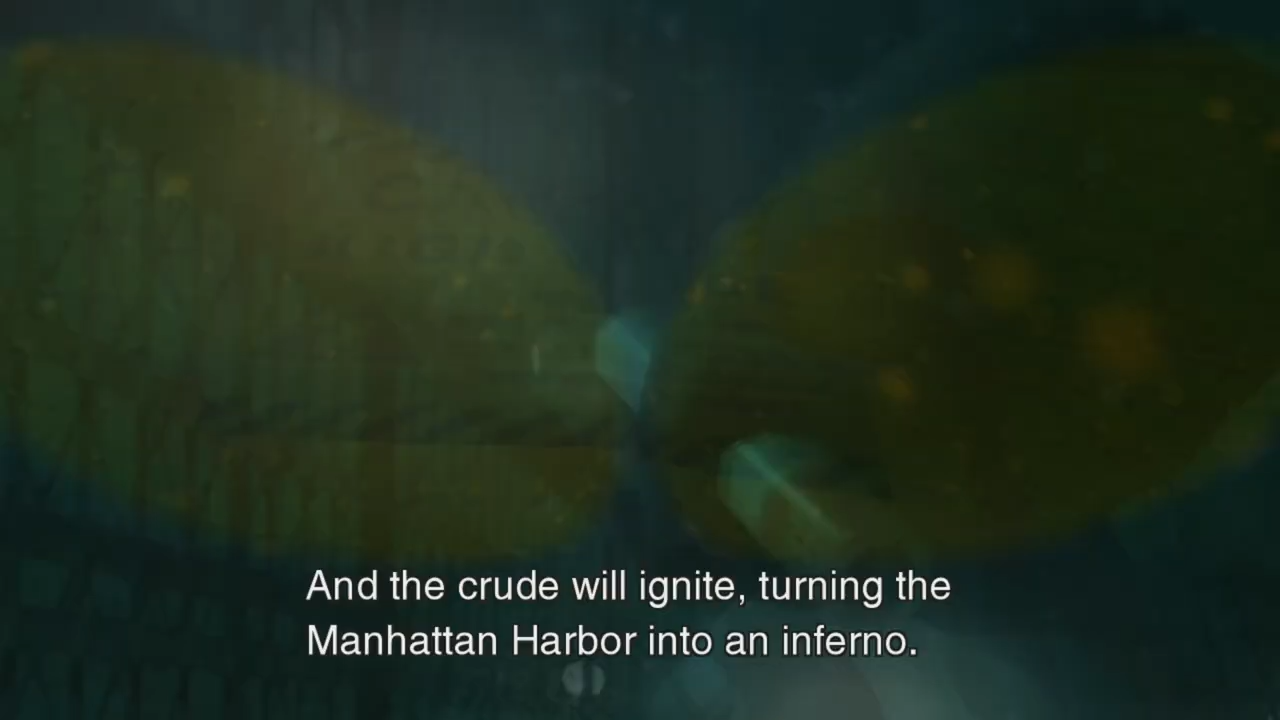 And the crude will ignite, turning the
Manhattan Harbor into an inferno.